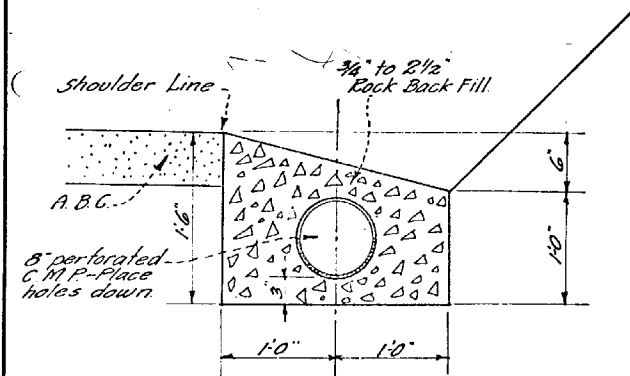 3/4" to 2 1/2"
Rock Back Fill.
Shoulder Line
A.B.C.
1'-6"
6"
1'-0"
8" perforated
C.M.P.-Place
holes down.
3"
1'-0"
1'-0"